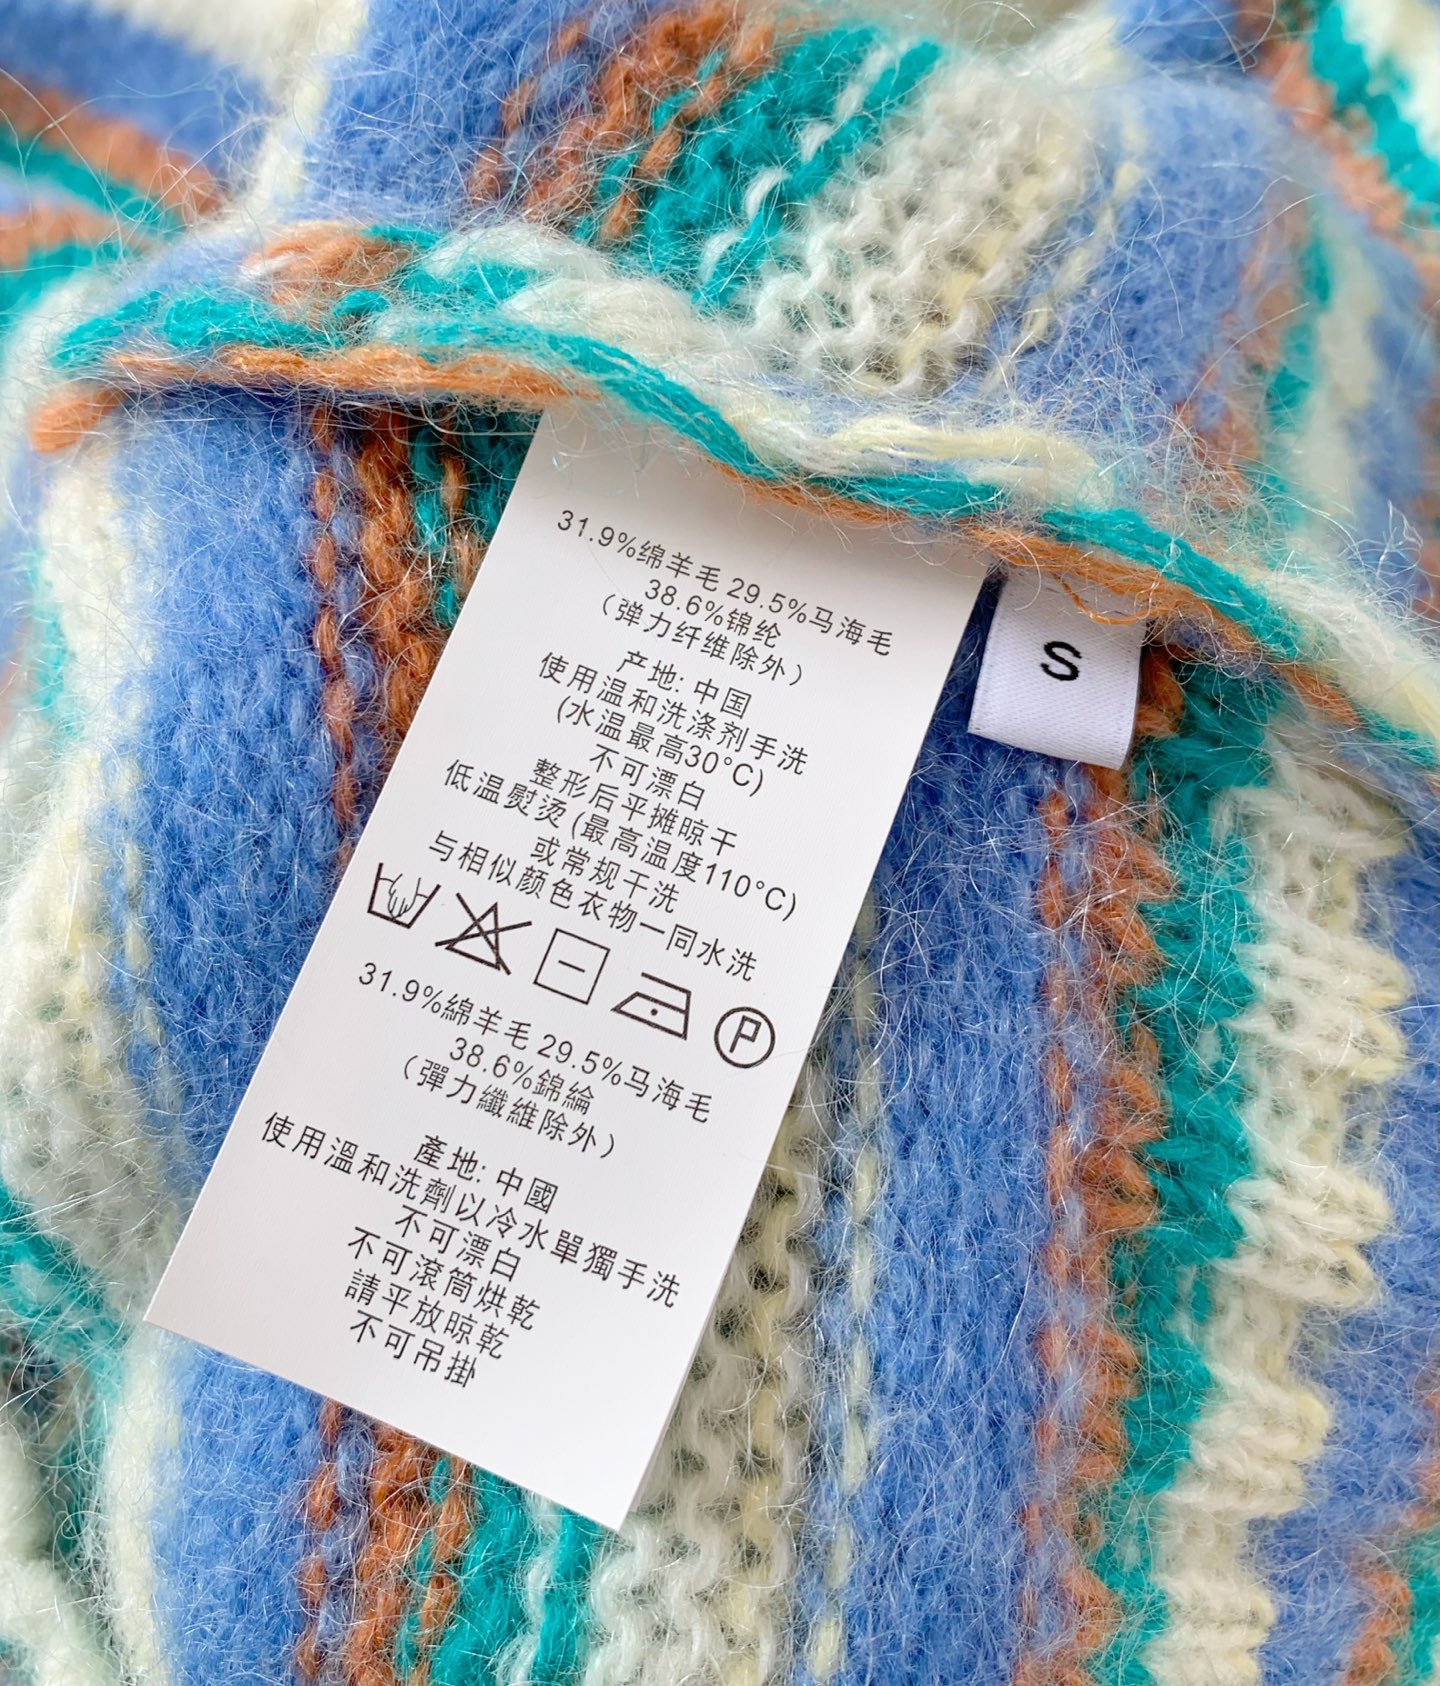 31.9%绵羊毛 29.5%马海毛
38.6%锦纶
（弹力纤维除外）
产地: 中国
使用温和洗涤剂手洗
(水温最高30°C)
不可漂白
整形后平摊晾干
低温熨烫(最高温度110°C)
或常规干洗
与相似颜色衣物一同水洗
P
31.9%綿羊毛 29.5%马海毛
38.6%錦綸
（彈力纖維除外）
產地: 中國
使用溫和洗劑以冷水單獨手洗
不可漂白
不可滾筒烘乾
請平放晾乾
不可吊掛
S